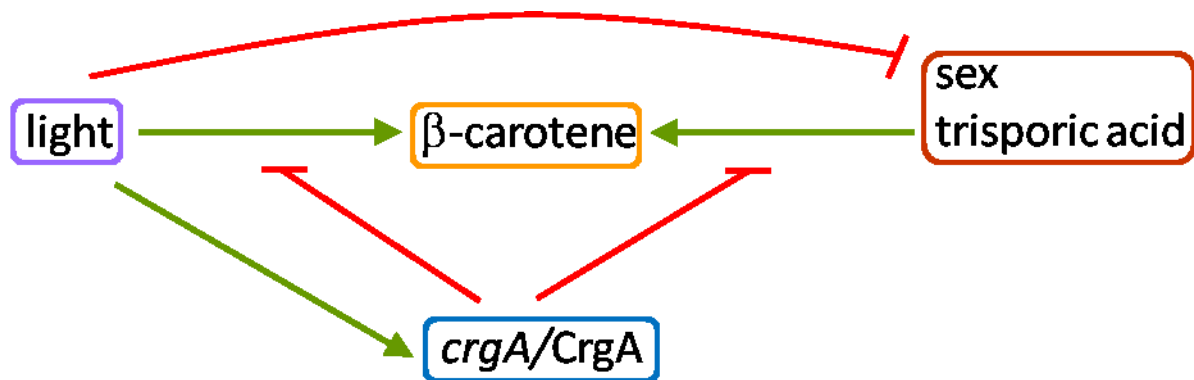 light
β-carotene
sex
trisporic acid
crgA/CrgA